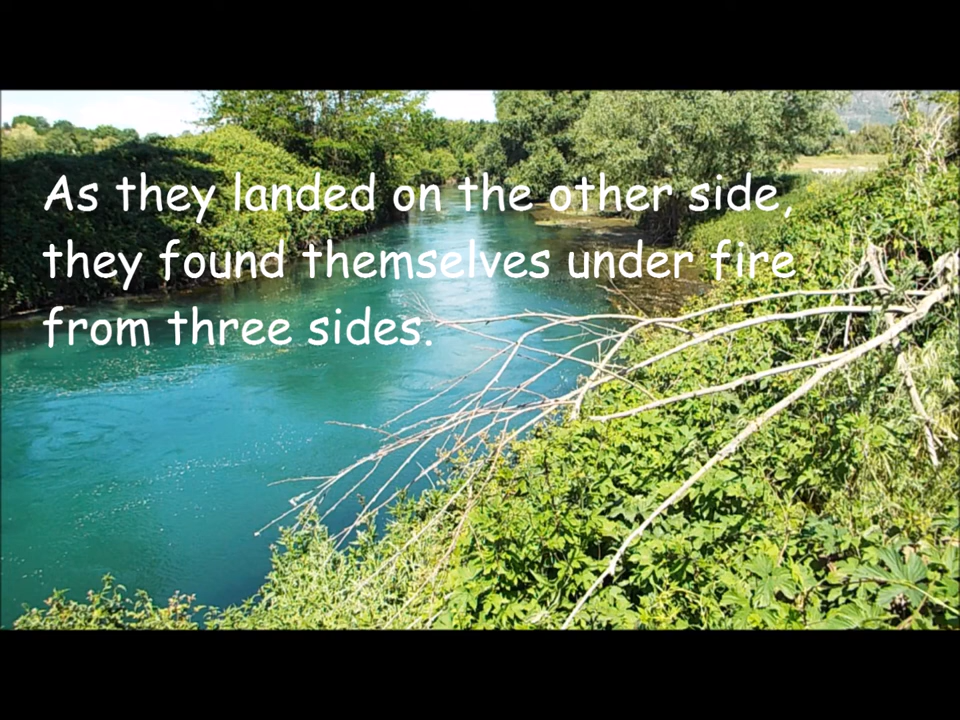 As they landed on the other side,
they found themselves under fire
from three sides.